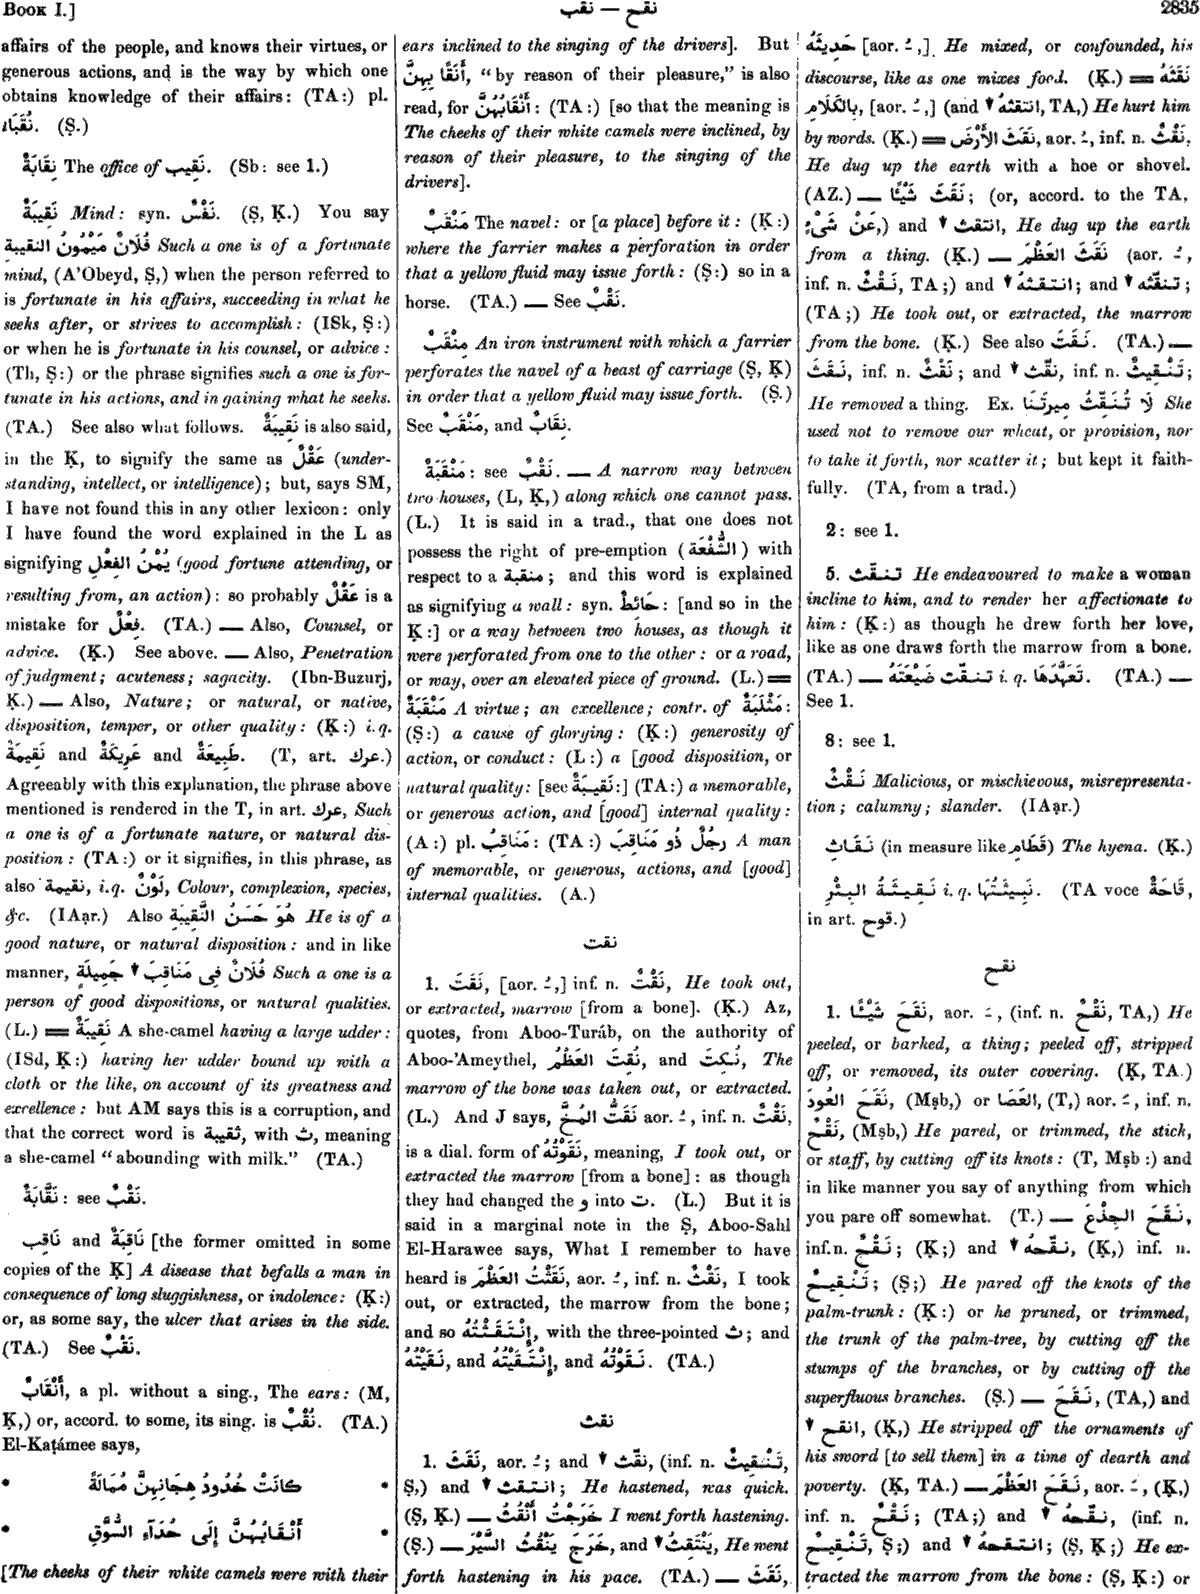 BOOK I.]
نقب — نقح
2835
affairs of the people, and knows their virtues, or
generous actions, and is the way by which one
obtains knowledge of their affairs: (TA:) pl.
نُقَبَآءُ. (Ṣ.)
نِقَابَةٌ The office of نَقِيب. (Sb: see 1.)
نَقِيبَةٌ Mind: syn. نَفْسٌ. (Ṣ, Ḳ.) You say
فُلَانٌ مَيْمُونُ النقيبة Such a one is of a fortunate
mind, (A’Obeyd, Ṣ,) when the person referred to
is fortunate in his affairs, succeeding in what he
seeks after, or strives to accomplish: (ISk, Ṣ:)
or when he is fortunate in his counsel, or advice:
(Th, Ṣ:) or the phrase signifies such a one is for-
tunate in his actions, and in gaining what he seeks.
(TA.) See also what follows. نَقِيبَةٌ is also said,
in the Ḳ, to signify the same as عَقْلٌ (under-
standing, intellect, or intelligence); but, says SM,
I have not found this in any other lexicon: only
I have found the word explained in the L as
signifying يُمْنُ الفِعْلِ (good fortune attending, or
resulting from, an action): so probably عَقْلٌ is a
mistake for فِعْلٌ. (TA.) — Also, Counsel, or
advice. (Ḳ.) See above. — Also, Penetration
of judgment; acuteness; sagacity. (Ibn-Buzurj,
Ḳ.) — Also, Nature; or natural, or native,
disposition, temper, or other quality: (Ḳ:) i.q.
نَقِيمَةٌ and عَرِيكَةٌ and طَبِيعَةٌ. (T, art. عرك.)
Agreeably with this explanation, the phrase above
mentioned is rendered in the T, in art. عرك, Such
a one is of a fortunate nature, or natural dis-
position: (TA:) or it signifies, in this phrase, as
also نقيمة, i.q. لَوْنٌ, Colour, complexion, species,
&c. (IAạr.) Also هُوَ حَسَنُ النَّقِيبَةِ He is of a
good nature, or natural disposition: and in like
manner, فُلَانٌ فِى مَنَاقِبَ ▼ جَمِيلَةٍ Such a one is a
person of good dispositions, or natural qualities.
(L.) ═ نَقِيبَةٌ A she-camel having a large udder:
(ISd, Ḳ:) having her udder bound up with a
cloth or the like, on account of its greatness and
excellence: but AM says this is a corruption, and
that the correct word is ثقيبة, with ث, meaning
a she-camel “abounding with milk.” (TA.)
نَقَّابَةٌ: see نَقْبٌ.
نَاقِب and نَاقِبَةٌ [the former omitted in some
copies of the Ḳ] A disease that befalls a man in
consequence of long sluggishness, or indolence: (Ḳ:)
or, as some say, the ulcer that arises in the side.
(TA.) See نَقْبٌ.
أَنْقَابٌ, a pl. without a sing., The ears: (M,
Ḳ,) or, accord. to some, its sing. is نُقْبٌ. (TA.)
El-Kaṭámee says,
* كَانَتْ خُدُودُ هِجَانِهِنَّ مُمَالَةً *
* أَنْقَابُهُنَّ إِلَى حُدَآءِ السُّوَّقِ *
[The cheeks of their white camels were with their
ears inclined to the singing of the drivers]. But
أَنَقًا بِهِنَّ, “by reason of their pleasure,” is also
read, for أَنْقَابُهُنَّ: (TA:) [so that the meaning is
The cheeks of their white camels were inclined, by
reason of their pleasure, to the singing of the
drivers].
مَنْقَبٌ The navel: or [a place] before it: (Ḳ:)
where the farrier makes a perforation in order
that a yellow fluid may issue forth: (Ṣ:) so in a
horse. (TA.) — See نَقْبٌ.
مِنْقَبٌ An iron instrument with which a farrier
perforates the navel of a beast of carriage (Ṣ, Ḳ)
in order that a yellow fluid may issue forth. (Ṣ.)
See مَنْقَبٌ, and نِقَابٌ.
مَنْقَبَةٌ: see نَقْبٌ. — A narrow way between
two houses, (L, Ḳ,) along which one cannot pass.
(L.) It is said in a trad., that one does not
possess the right of pre-emption (الشُّفْعَة) with
respect to a منقبة; and this word is explained
as signifying a wall: syn. حَائِطٌ: [and so in the
Ḳ:] or a way between two houses, as though it
were perforated from one to the other: or a road,
or way, over an elevated piece of ground. (L.) ═
مَنْقَبَةٌ A virtue; an excellence; contr. of مَثْلَبَةٌ:
(Ṣ:) a cause of glorying: (Ḳ:) generosity of
action, or conduct: (L:) a [good disposition, or
natural quality: [see نَقِيبَةٌ:] (TA:) a memorable,
or generous action, and [good] internal quality:
(A:) pl. مَنَاقِبُ: (TA:) رَجُلٌ ذُو مَنَاقِبَ A man
of memorable, or generous, actions, and [good]
internal qualities. (A.)
نقت
1. نَقَتَ, [aor. ـُ,] inf. n. نَقْتٌ, He took out,
or extracted, marrow [from a bone]. (Ḳ.) Az,
quotes, from Aboo-Turáb, on the authority of
Aboo-’Ameythel, نُقِتَ العَظْمُ, and نُكِتَ, The
marrow of the bone was taken out, or extracted.
(L.) And J says, نَقَتُّ المُخَّ aor. ـُ, inf. n. نَقْتٌ,
is a dial. form of نَقَوْتُهُ, meaning, I took out, or
extracted the marrow [from a bone]: as though
they had changed the و into ت. (L.) But it is
said in a marginal note in the Ṣ, Aboo-Sahl
El-Harawee says, What I remember to have
heard is نَقَثْتُ العَظْمَ, aor. ـُ, inf. n. نَقْثٌ, I took
out, or extracted, the marrow from the bone;
and so إِنْتَقَثْتُهُ, with the three-pointed ث; and
نَقَيْتُهُ, and إِنْتَقَيْتُهُ, and نَقَوْتُهُ. (TA.)
نقث
1. نَقَثَ, aor. ـُ; and ▼ نقّث, (inf. n. تَنْقِيثٌ,
Ṣ,) and ▼ انتقث; He hastened, was quick.
(Ṣ, Ḳ.) — خَرَجْتُ أَنْقُثُ I went forth hastening.
(Ṣ.) — خَرَجَ يَنْقُثُ السَّيْرَ, and ▼ يَنْتَقِثُ, He went
forth hastening in his pace. (TA.) — نَقَثَ,
حَدِيثَهُ [aor. ـُ,] He mixed, or confounded, his
discourse, like as one mixes food. (Ḳ.) ═ نَقَثَهُ
بِالكَلَامِ, [aor. ـُ,] (and ▼ انتقثهُ, TA,) He hurt him
by words. (Ḳ.) ═ نَقَثَ الأَرْضَ, aor. ـُ, inf. n. نَقْثٌ,
He dug up the earth with a hoe or shovel.
(AZ.) — نَقَثَ شَيْئًا; (or, accord. to the TA,
عَنْ شَىْءٍ,) and ▼ انتقث, He dug up the earth
from a thing. (Ḳ.) — نَقَثَ العَظْمَ (aor. ـُ,
inf. n. نَقْثٌ, TA;) and ▼ انتقثهُ; and ▼ تنقّثه;
(TA;) He took out, or extracted, the marrow
from the bone. (Ḳ.) See also نَقَتَ. (TA.) —
نَقَثَ, inf. n. نَقْثٌ; and ▼ نقّث, inf. n. تَنْقِيثٌ;
He removed a thing. Ex. لَا تُنَقِّثُ مِيرَتَنَا She
used not to remove our wheat, or provision, nor
to take it forth, nor scatter it; but kept it faith-
fully. (TA, from a trad.)
2: see 1.
5. تنقّث He endeavoured to make a woman
incline to him, and to render her affectionate to
him: (Ḳ:) as though he drew forth her love,
like as one draws forth the marrow from a bone.
(TA.) — تنقّث ضَيْعَتَهُ i. q. تَعَهَّدَهَا. (TA.) —
See 1.
8: see 1.
نَقْثٌ Malicious, or mischievous, misrepresenta-
tion; calumny; slander. (IAạr.)
نَقَاثِ (in measure like قَطَامِ) The hyena. (Ḳ.)
نَقِيثَةُ البِئْرِ i. q. نَبِيثَتُهَا. (TA voce قَاحَةٌ,
in art. قوح.)
نقح
1. نَقَحَ شَيْئًا, aor. ـَ, (inf. n. نَقْحٌ, TA,) He
peeled, or barked, a thing; peeled off, stripped
off, or removed, its outer covering. (Ḳ, TA.)
نَقَحَ العُودَ, (Mṣb,) or العَصَا, (T,) aor. ـَ, inf. n.
نَقْحٌ, (Mṣb,) He pared, or trimmed, the stick,
or staff, by cutting off its knots: (T, Mṣb:) and
in like manner you say of anything from which
you pare off somewhat. (T.) — نَقَحَ الجِذْعَ,
inf. n. نَقْحٌ; (Ḳ;) and ▼ نقّحهُ, (Ḳ,) inf. n.
تَنْقِيحٌ; (Ṣ;) He pared off the knots of the
palm-trunk: (Ḳ:) or he pruned, or trimmed,
the trunk of the palm-tree, by cutting off the
stumps of the branches, or by cutting off the
superfluous branches. (Ṣ.) — نَقَحَ, (TA,) and
▼ انقح, (Ḳ,) He stripped off the ornaments of
his sword [to sell them] in a time of dearth and
poverty. (Ḳ, TA.) — نَقَحَ العَظْمَ, aor. ـَ, (Ḳ,)
inf. n. نَقْحٌ; (TA;) and ▼ نقّحهُ, (inf. n.
تَنْقِيحٌ, Ṣ;) and ▼ انتقحهُ; (Ṣ, Ḳ;) He ex-
tracted the marrow from the bone: (Ṣ, Ḳ:) or